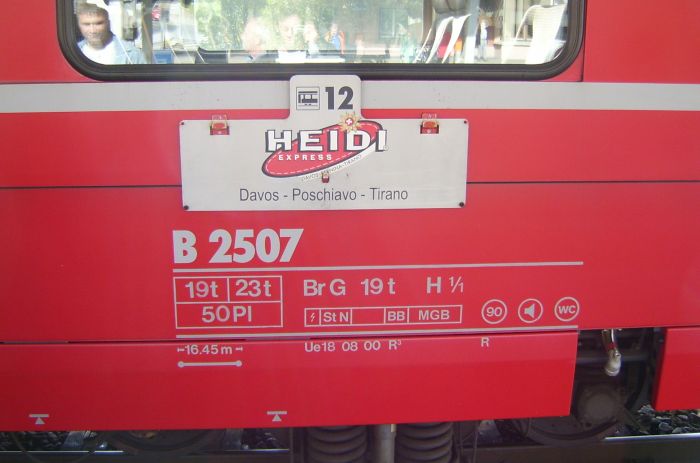 12
HEIDI
EXPRESS
Davos - Poschiavo - Tirano
B 2507
19t 23t BrG 19t H 1/1
50Pl StN BB MGB 90 WC
16.45 m Ue18 08 00 R³ R